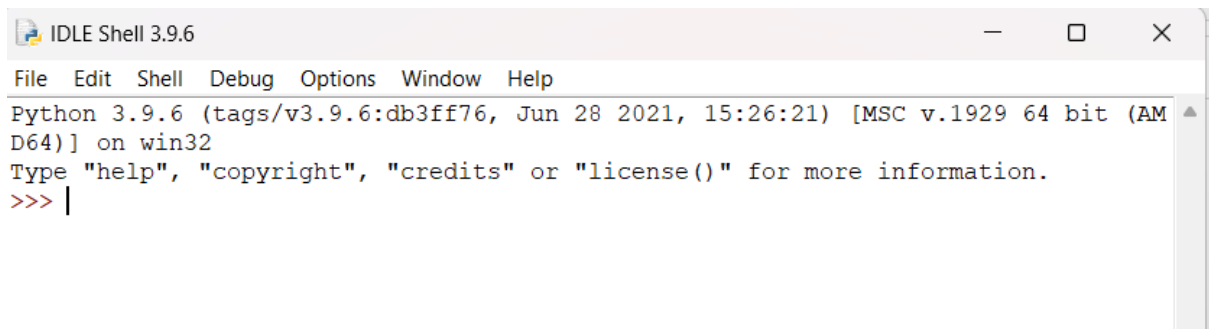 IDLE Shell 3.9.6
File Edit Shell Debug Options Window Help
Python 3.9.6 (tags/v3.9.6:db3ff76, Jun 28 2021, 15:26:21) [MSC v.1929 64 bit (AM
D64)] on win32
Type "help", "copyright", "credits" or "license()" for more information.
>>>